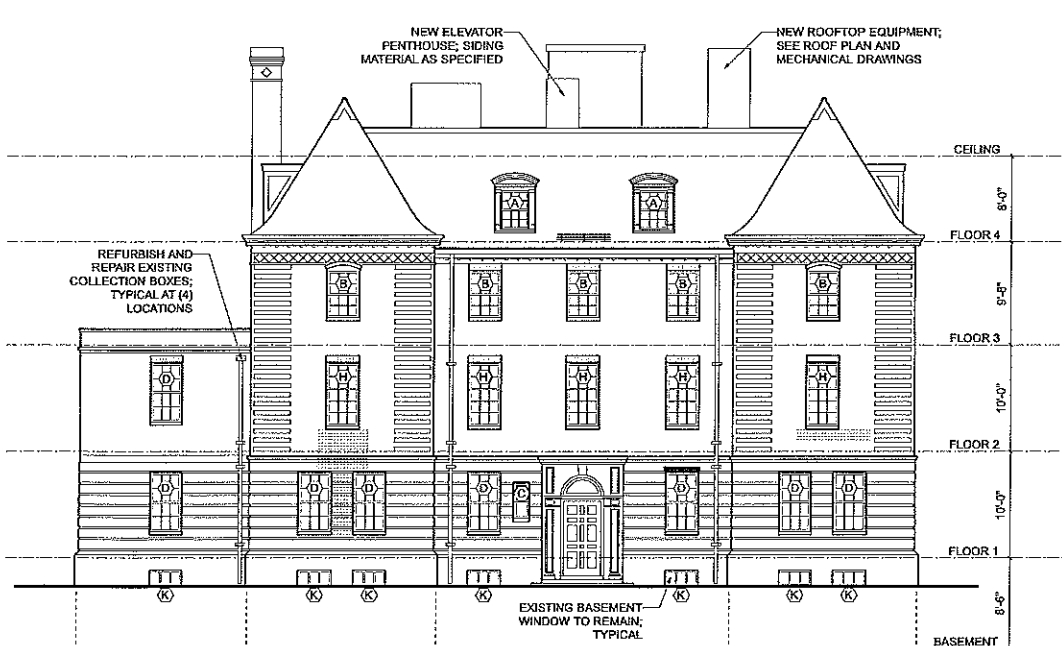 NEW ELEVATOR
PENTHOUSE; SIDING
MATERIAL AS SPECIFIED
NEW ROOFTOP EQUIPMENT;
SEE ROOF PLAN AND
MECHANICAL DRAWINGS
CEILING
8'-0"
A
A
FLOOR 4
REFURBISH AND
REPAIR EXISTING
COLLECTION BOXES;
TYPICAL AT (4)
LOCATIONS
B
B
B
B
B
9'-8"
FLOOR 3
D
H
H
H
H
H
10'-0"
FLOOR 2
D
D
D
D
C
D
D
D
10'-0"
FLOOR 1
K
K
K
K
K
K
K
EXISTING BASEMENT
WINDOW TO REMAIN;
TYPICAL
8'-6"
BASEMENT